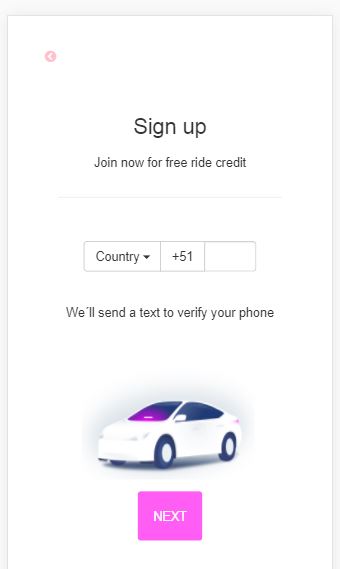 Sign up
Join now for free ride credit
Country +51
We´ll send a text to verify your phone
NEXT